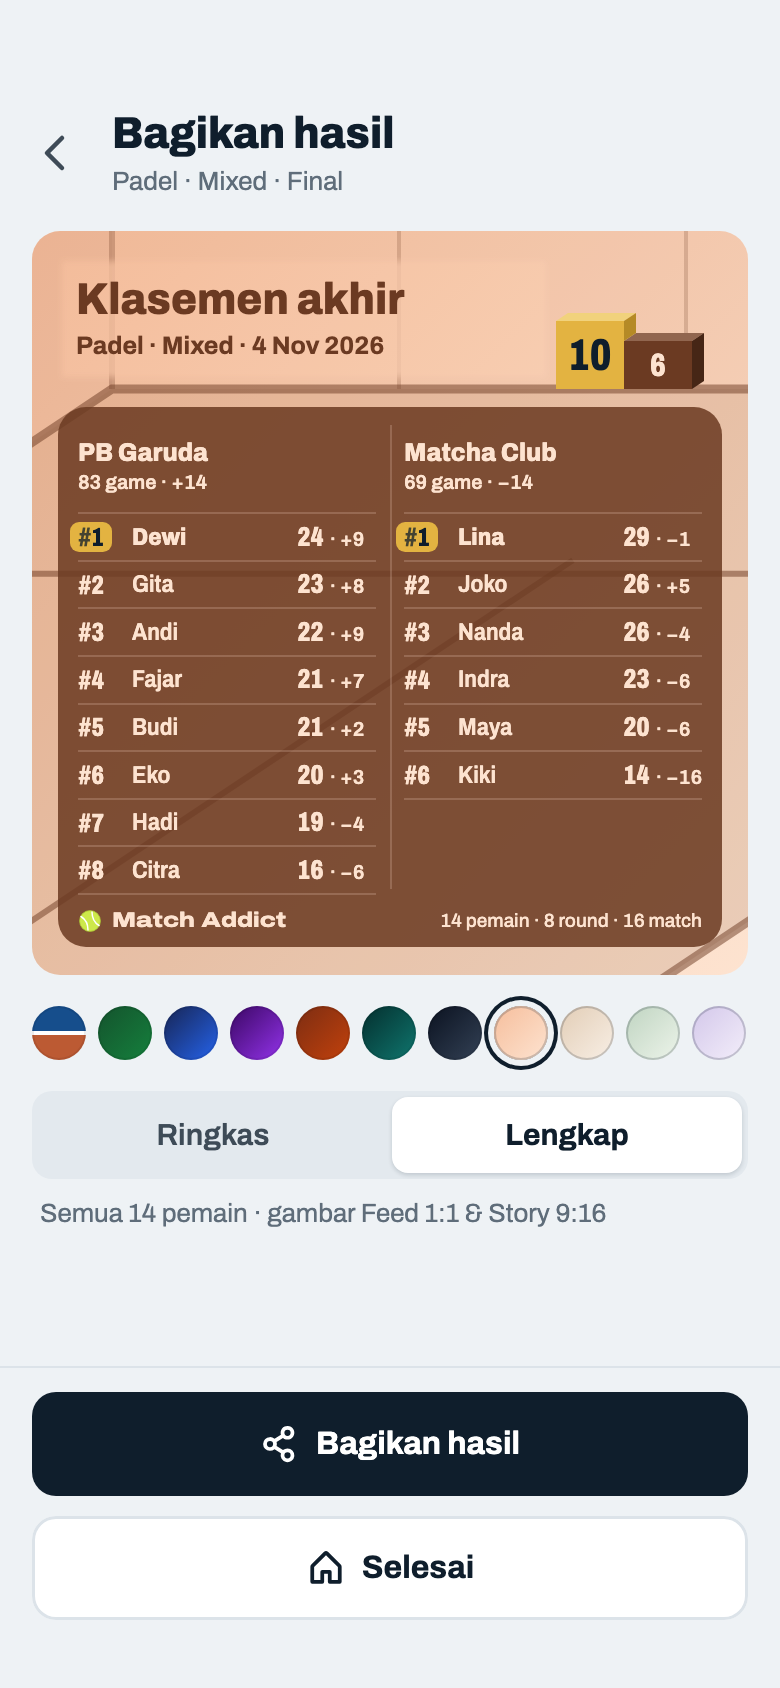 Bagikan hasil
Padel · Mixed · Final
Klasemen akhir
Padel · Mixed · 4 Nov 2026
10
6
PB Garuda
83 game · +14
#1 Dewi 24 · +9
#2 Gita 23 · +8
#3 Andi 22 · +9
#4 Fajar 21 · +7
#5 Budi 21 · +2
#6 Eko 20 · +3
#7 Hadi 19 · −4
#8 Citra 16 · −6
Matcha Club
69 game · −14
#1 Lina 29 · −1
#2 Joko 26 · +5
#3 Nanda 26 · −4
#4 Indra 23 · −6
#5 Maya 20 · −6
#6 Kiki 14 · −16
Match Addict
14 pemain · 8 round · 16 match
Ringkas
Lengkap
Semua 14 pemain · gambar Feed 1:1 & Story 9:16
Bagikan hasil
Selesai